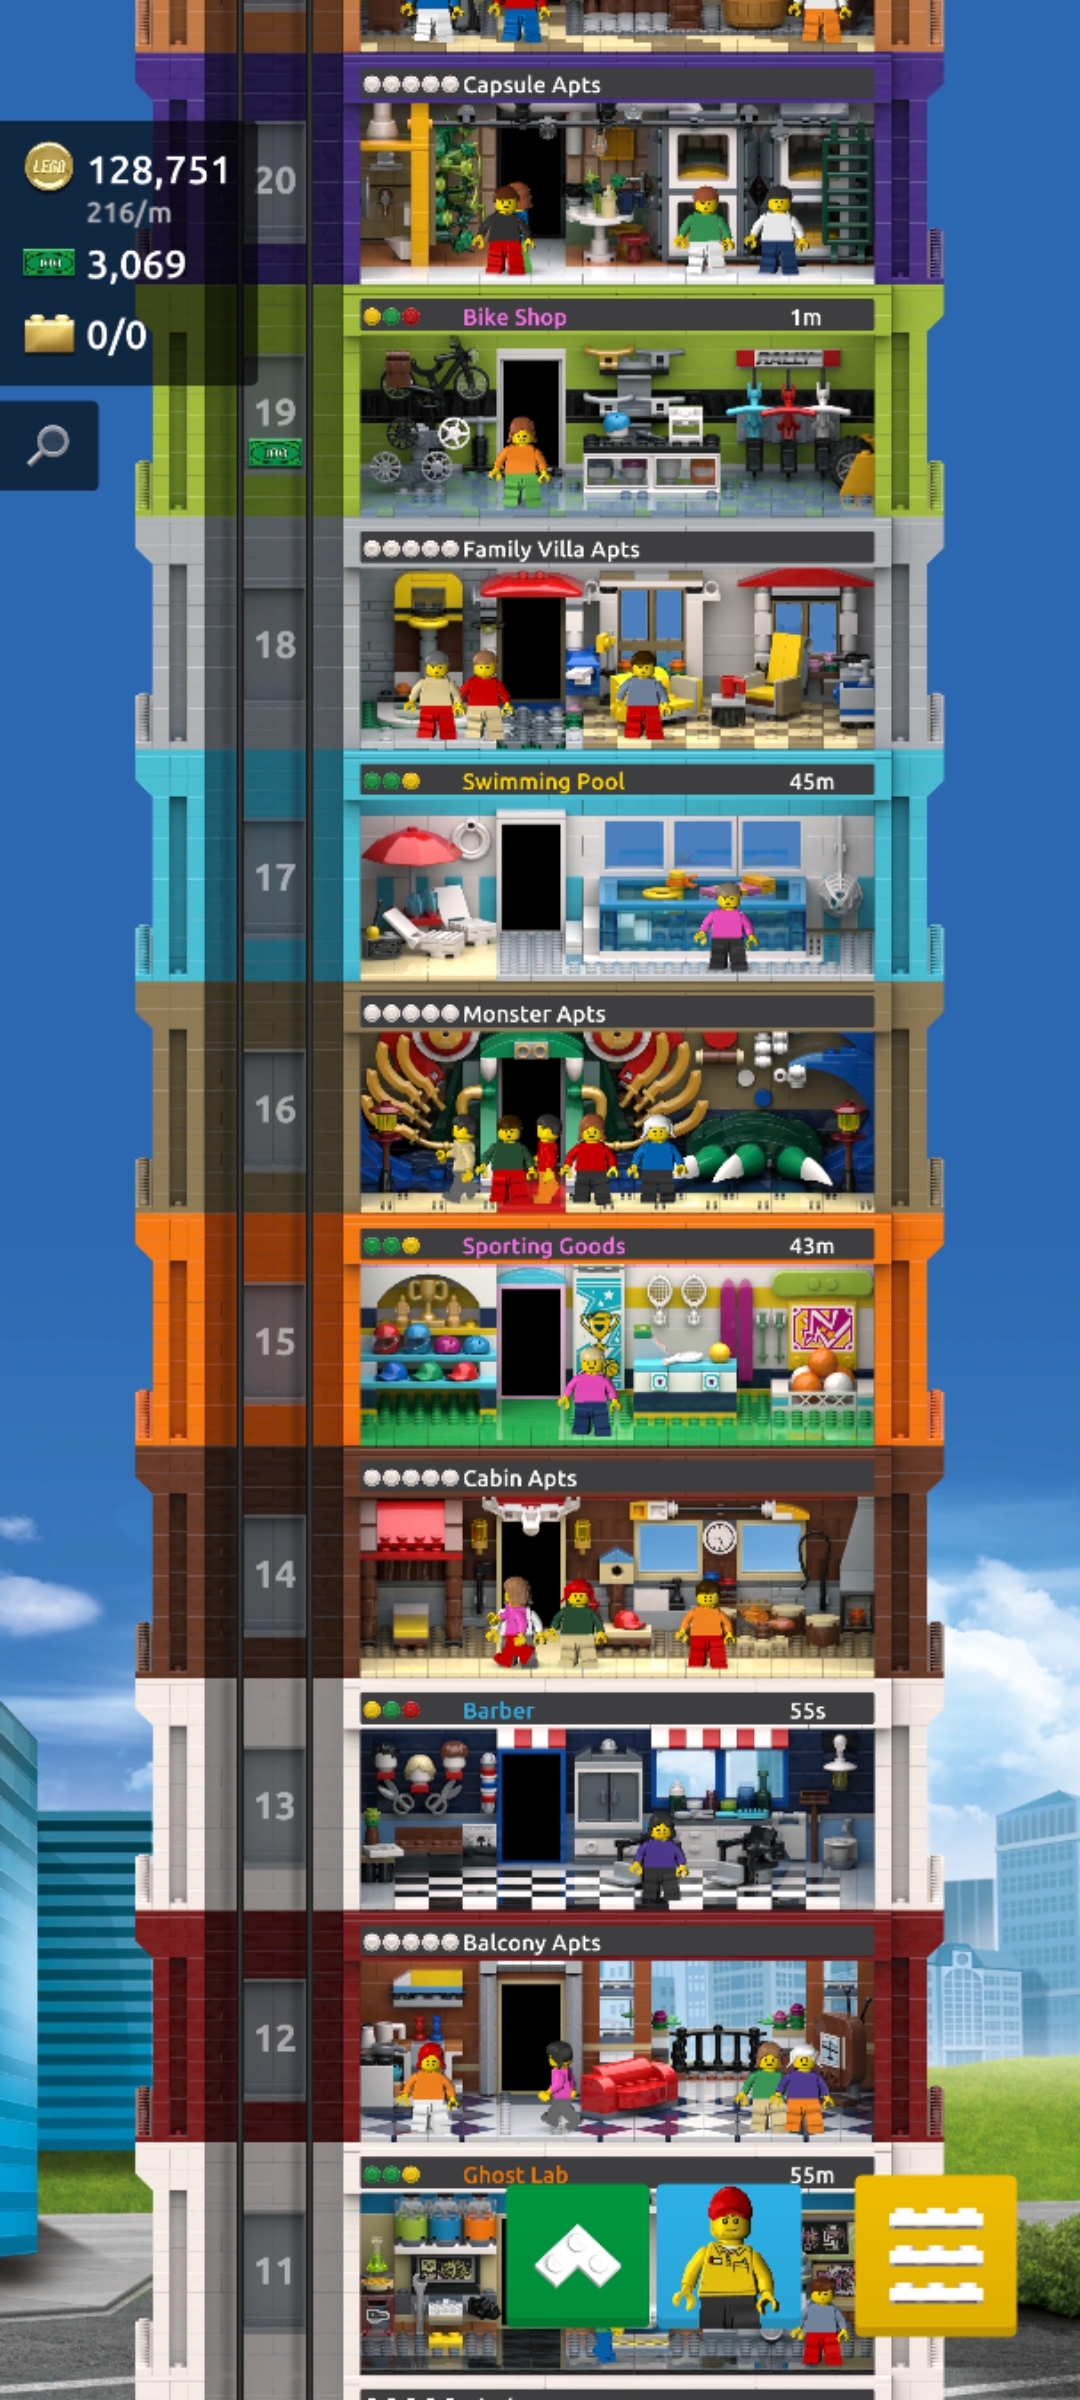 Capsule Apts
LEGO 128,751
20
216/m
3,069
Bike Shop 1m
0/0
RALLY
19
Family Villa Apts
18
Swimming Pool 45m
17
Monster Apts
16
Sporting Goods 43m
N
15
Cabin Apts
14
Barber 55s
13
Balcony Apts
12
Ghost Lab 55m
11